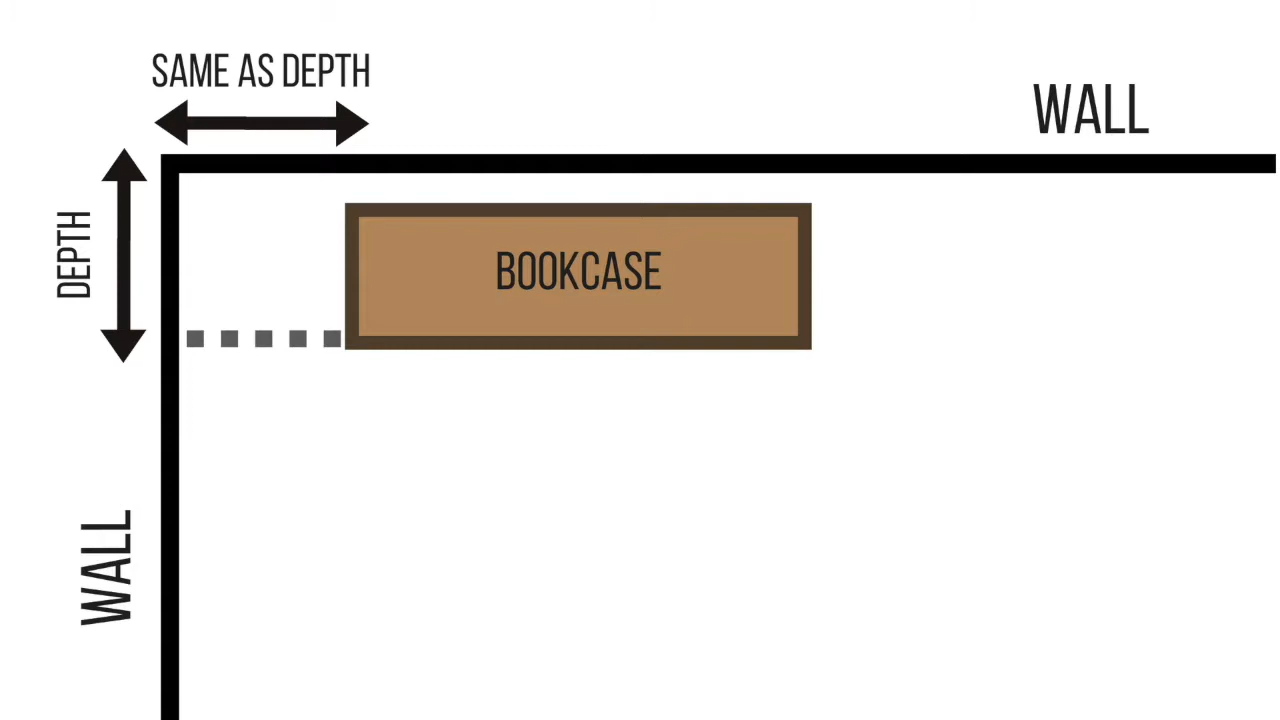 SAME AS DEPTH
WALL
DEPTH
BOOKCASE
WALL